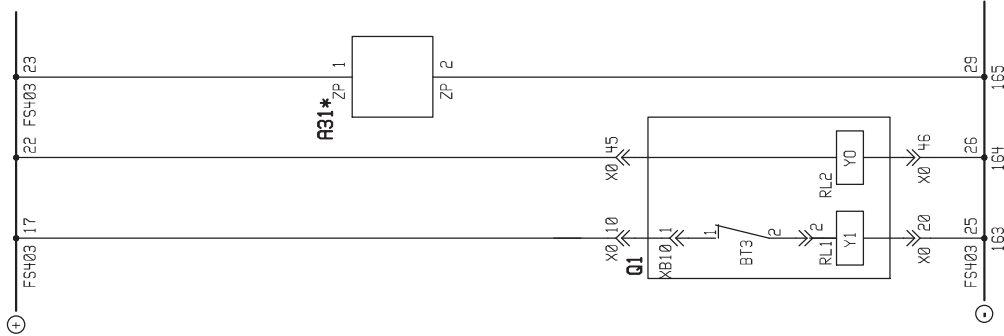 +
FS403 17
22
FS403 23
A31*
ZP 1
ZP 2
Q1
X0 10
X0 45
XB10 1
1
BT3
2
2
RL1
Y1
RL2
Y0
X0 20
X0 46
FS403 25
26
29
163
164
165
-